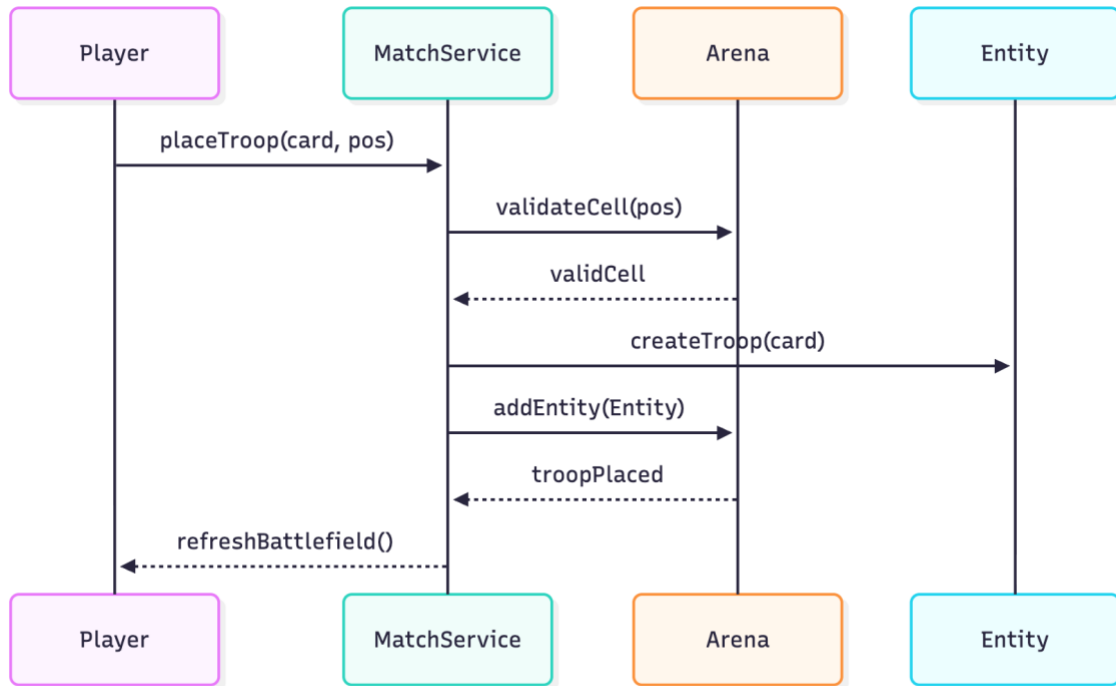 Player
MatchService
Arena
Entity
placeTroop(card, pos)
validateCell(pos)
validCell
createTroop(card)
addEntity(Entity)
troopPlaced
refreshBattlefield()
Player
MatchService
Arena
Entity